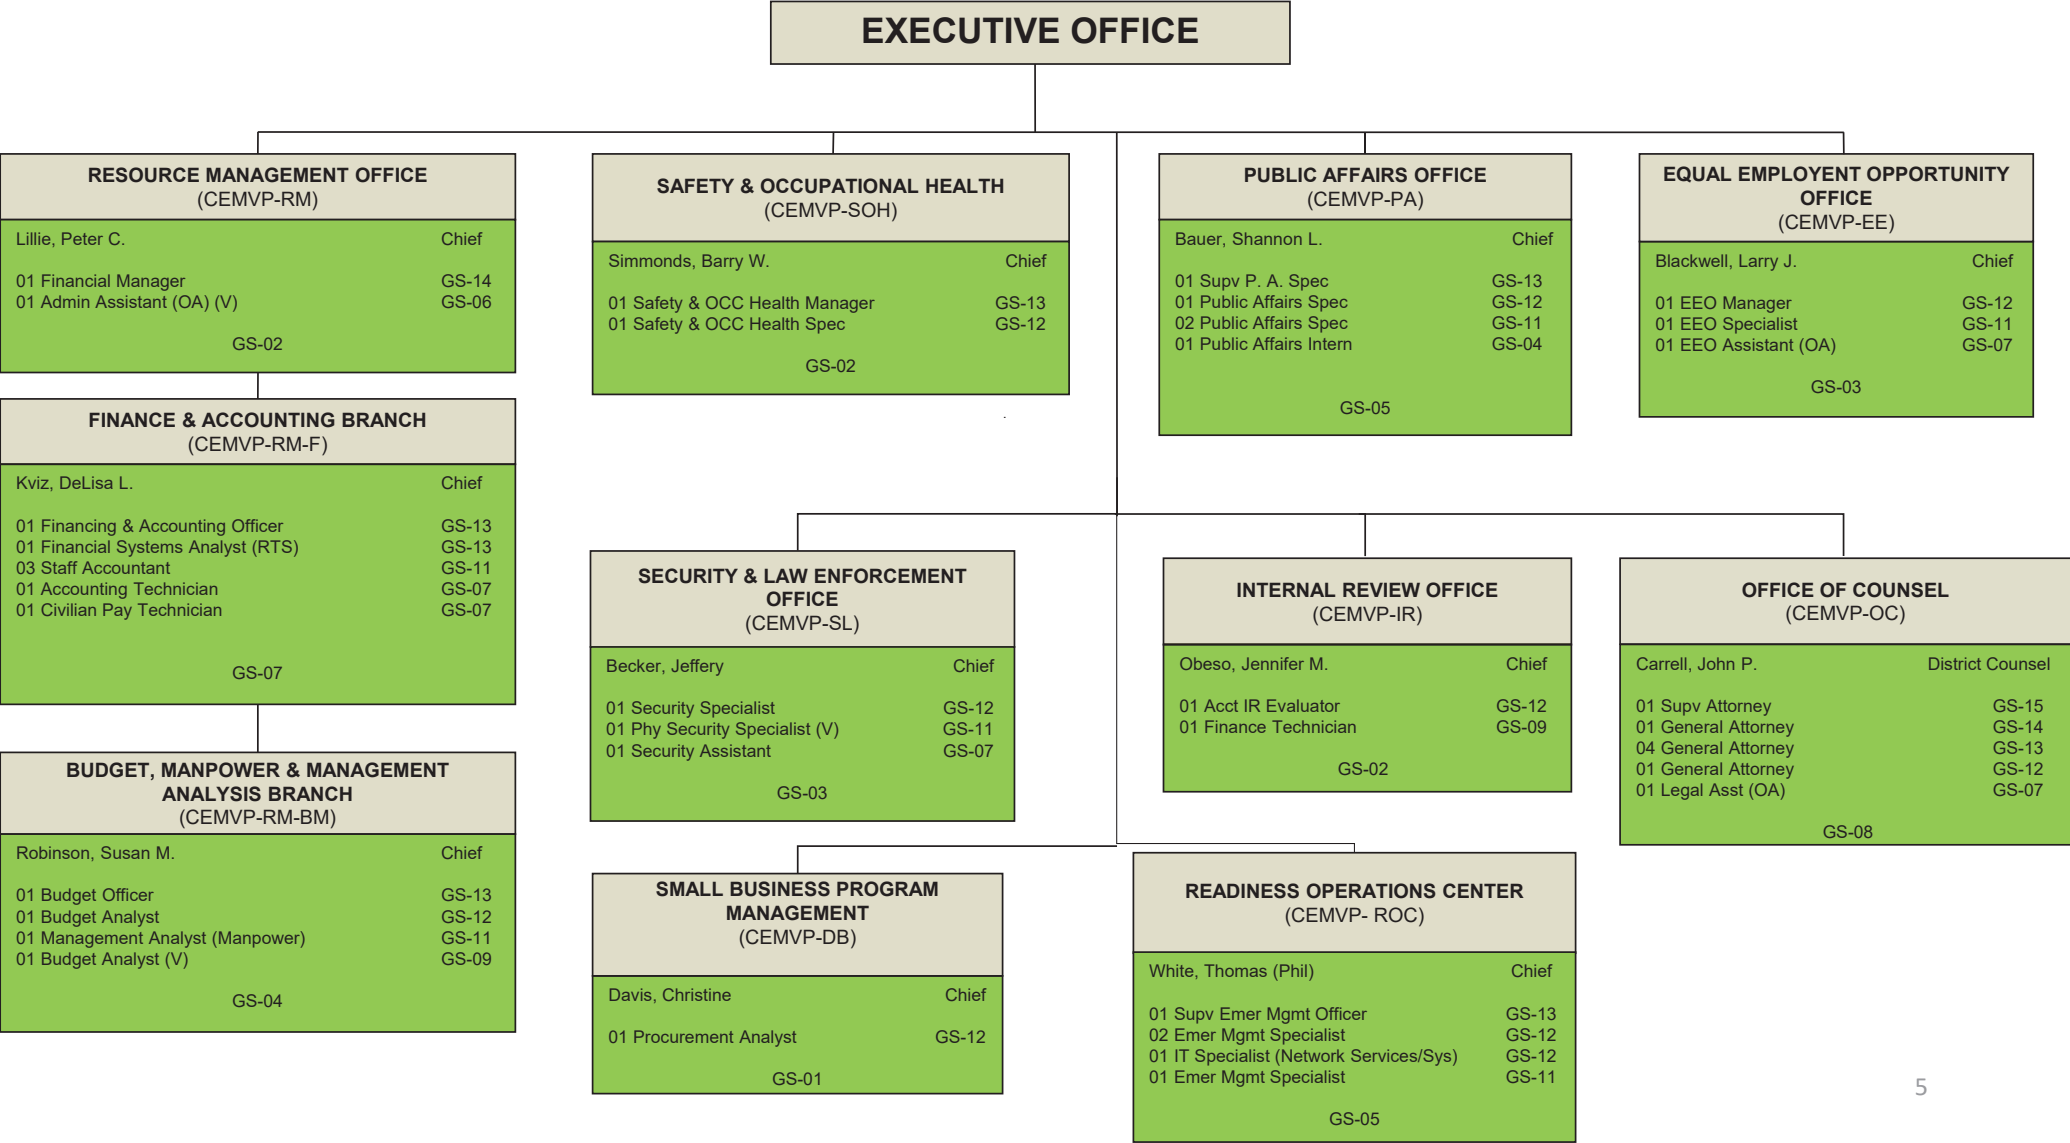 EXECUTIVE OFFICE
RESOURCE MANAGEMENT OFFICE
(CEMVP-RM)
Lillie, Peter C. Chief
01 Financial Manager GS-14
01 Admin Assistant (OA) (V) GS-06
GS-02
FINANCE & ACCOUNTING BRANCH
(CEMVP-RM-F)
Kviz, DeLisa L. Chief
01 Financing & Accounting Officer GS-13
01 Financial Systems Analyst (RTS) GS-13
03 Staff Accountant GS-11
01 Accounting Technician GS-07
01 Civilian Pay Technician GS-07
GS-07
BUDGET, MANPOWER & MANAGEMENT
ANALYSIS BRANCH
(CEMVP-RM-BM)
Robinson, Susan M. Chief
01 Budget Officer GS-13
01 Budget Analyst GS-12
01 Management Analyst (Manpower) GS-11
01 Budget Analyst (V) GS-09
GS-04
SAFETY & OCCUPATIONAL HEALTH
(CEMVP-SOH)
Simmonds, Barry W. Chief
01 Safety & OCC Health Manager GS-13
01 Safety & OCC Health Spec GS-12
GS-02
PUBLIC AFFAIRS OFFICE
(CEMVP-PA)
Bauer, Shannon L. Chief
01 Supv P. A. Spec GS-13
01 Public Affairs Spec GS-12
02 Public Affairs Spec GS-11
01 Public Affairs Intern GS-04
GS-05
EQUAL EMPLOYENT OPPORTUNITY
OFFICE
(CEMVP-EE)
Blackwell, Larry J. Chief
01 EEO Manager GS-12
01 EEO Specialist GS-11
01 EEO Assistant (OA) GS-07
GS-03
SECURITY & LAW ENFORCEMENT
OFFICE
(CEMVP-SL)
Becker, Jeffery Chief
01 Security Specialist GS-12
01 Phy Security Specialist (V) GS-11
01 Security Assistant GS-07
GS-03
INTERNAL REVIEW OFFICE
(CEMVP-IR)
Obeso, Jennifer M. Chief
01 Acct IR Evaluator GS-12
01 Finance Technician GS-09
GS-02
OFFICE OF COUNSEL
(CEMVP-OC)
Carrell, John P. District Counsel
01 Supv Attorney GS-15
01 General Attorney GS-14
04 General Attorney GS-13
01 General Attorney GS-12
01 Legal Asst (OA) GS-07
GS-08
SMALL BUSINESS PROGRAM
MANAGEMENT
(CEMVP-DB)
Davis, Christine Chief
01 Procurement Analyst GS-12
GS-01
READINESS OPERATIONS CENTER
(CEMVP- ROC)
White, Thomas (Phil) Chief
01 Supv Emer Mgmt Officer GS-13
02 Emer Mgmt Specialist GS-12
01 IT Specialist (Network Services/Sys) GS-12
01 Emer Mgmt Specialist GS-11
GS-05
5